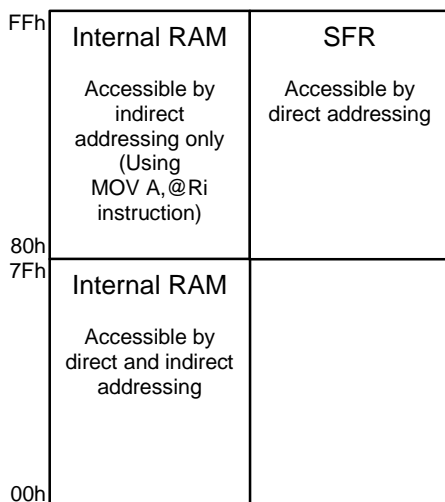 FFh
Internal RAM
Accessible by
indirect
addressing only
(Using
MOV A,@Ri
instruction)
SFR
Accessible by
direct addressing
80h
7Fh
Internal RAM
Accessible by
direct and indirect
addressing
00h